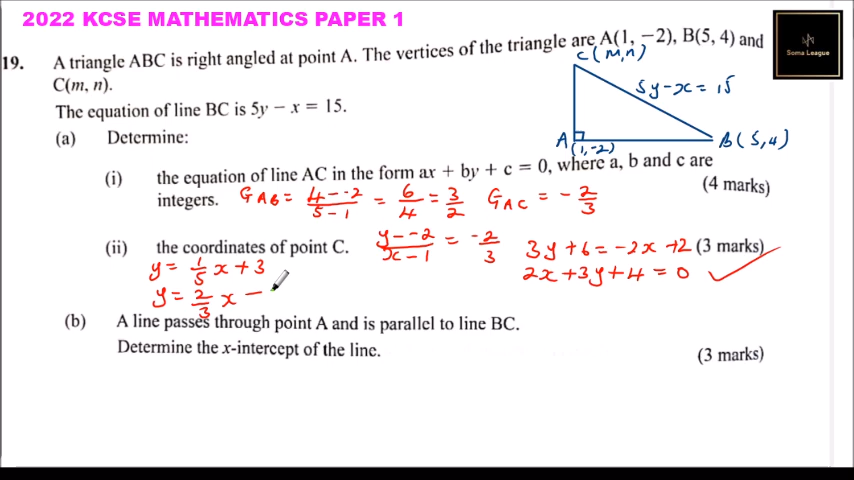 2022 KCSE MATHEMATICS PAPER 1
Soma League
19. A triangle ABC is right angled at point A. The vertices of the triangle are A(1, −2), B(5, 4) and
C(m, n).
C(m,n)
5y-x=15
A
(1,-2)
B(5,4)
The equation of line BC is 5y − x = 15.
(a) Determine:
(i) the equation of line AC in the form ax + by + c = 0, where a, b and c are
integers. (4 marks)
G AB = 4--2/5-1 = 6/4 = 3/2 G AC = -2/3
(ii) the coordinates of point C. (3 marks)
y--2/x-1 = -2/3
3y+6=-2x+2
2x+3y+4=0 ✓
y = 1/5 x + 3
y = 2/3 x -
(b) A line passes through point A and is parallel to line BC.
Determine the x-intercept of the line. (3 marks)